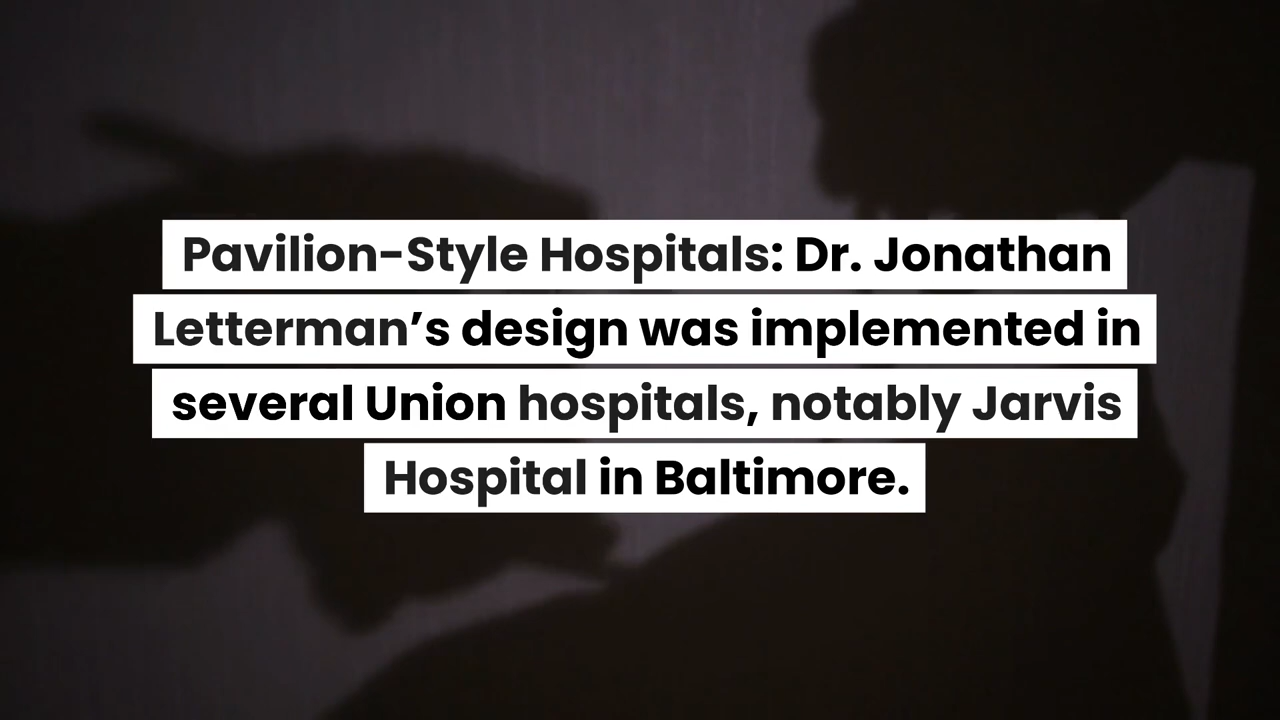 Pavilion-Style Hospitals: Dr. Jonathan
Letterman’s design was implemented in
several Union hospitals, notably Jarvis
Hospital in Baltimore.